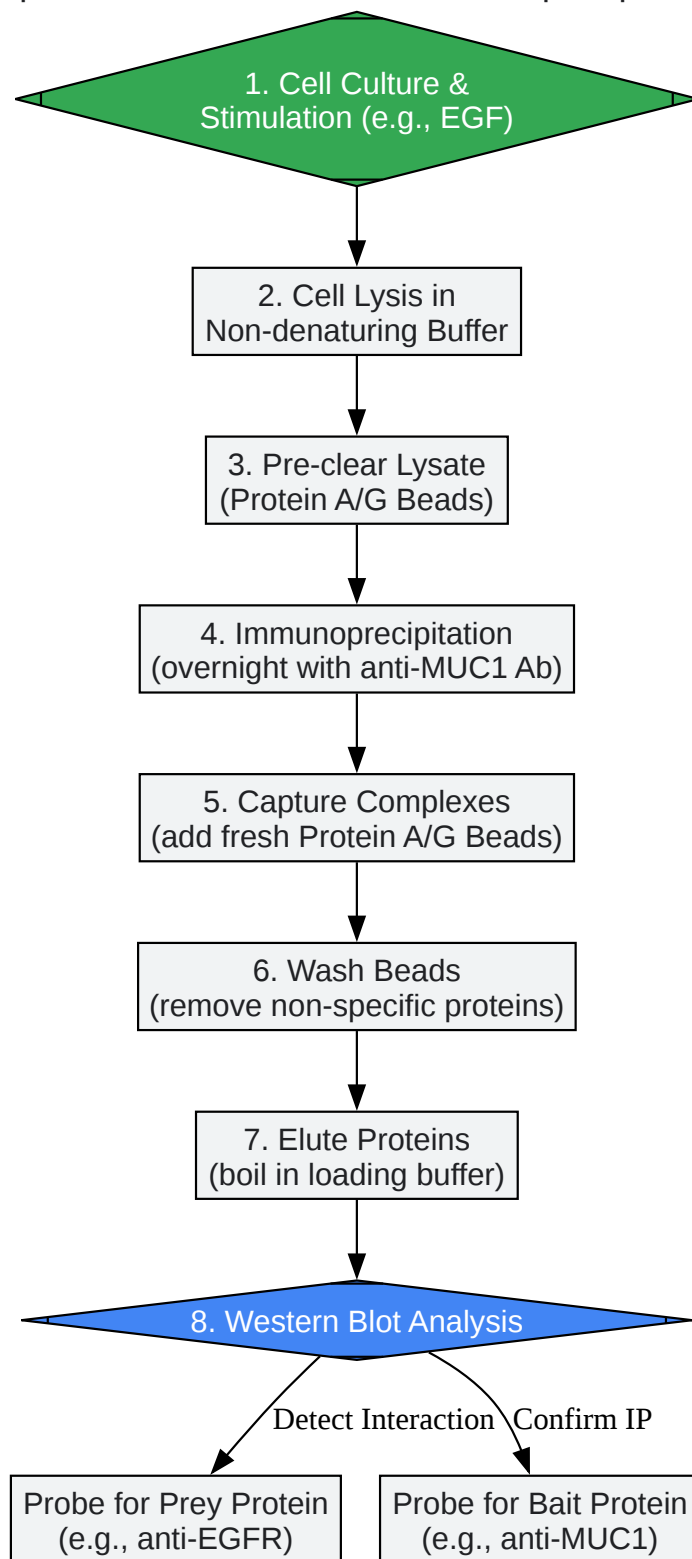 1. Cell Culture &
Stimulation (e.g., EGF)
2. Cell Lysis in
Non-denaturing Buffer
3. Pre-clear Lysate
(Protein A/G Beads)
4. Immunoprecipitation
(overnight with anti-MUC1 Ab)
5. Capture Complexes
(add fresh Protein A/G Beads)
6. Wash Beads
(remove non-specific proteins)
7. Elute Proteins
(boil in loading buffer)
8. Western Blot Analysis
Detect Interaction
Confirm IP
Probe for Prey Protein
(e.g., anti-EGFR)
Probe for Bait Protein
(e.g., anti-MUC1)